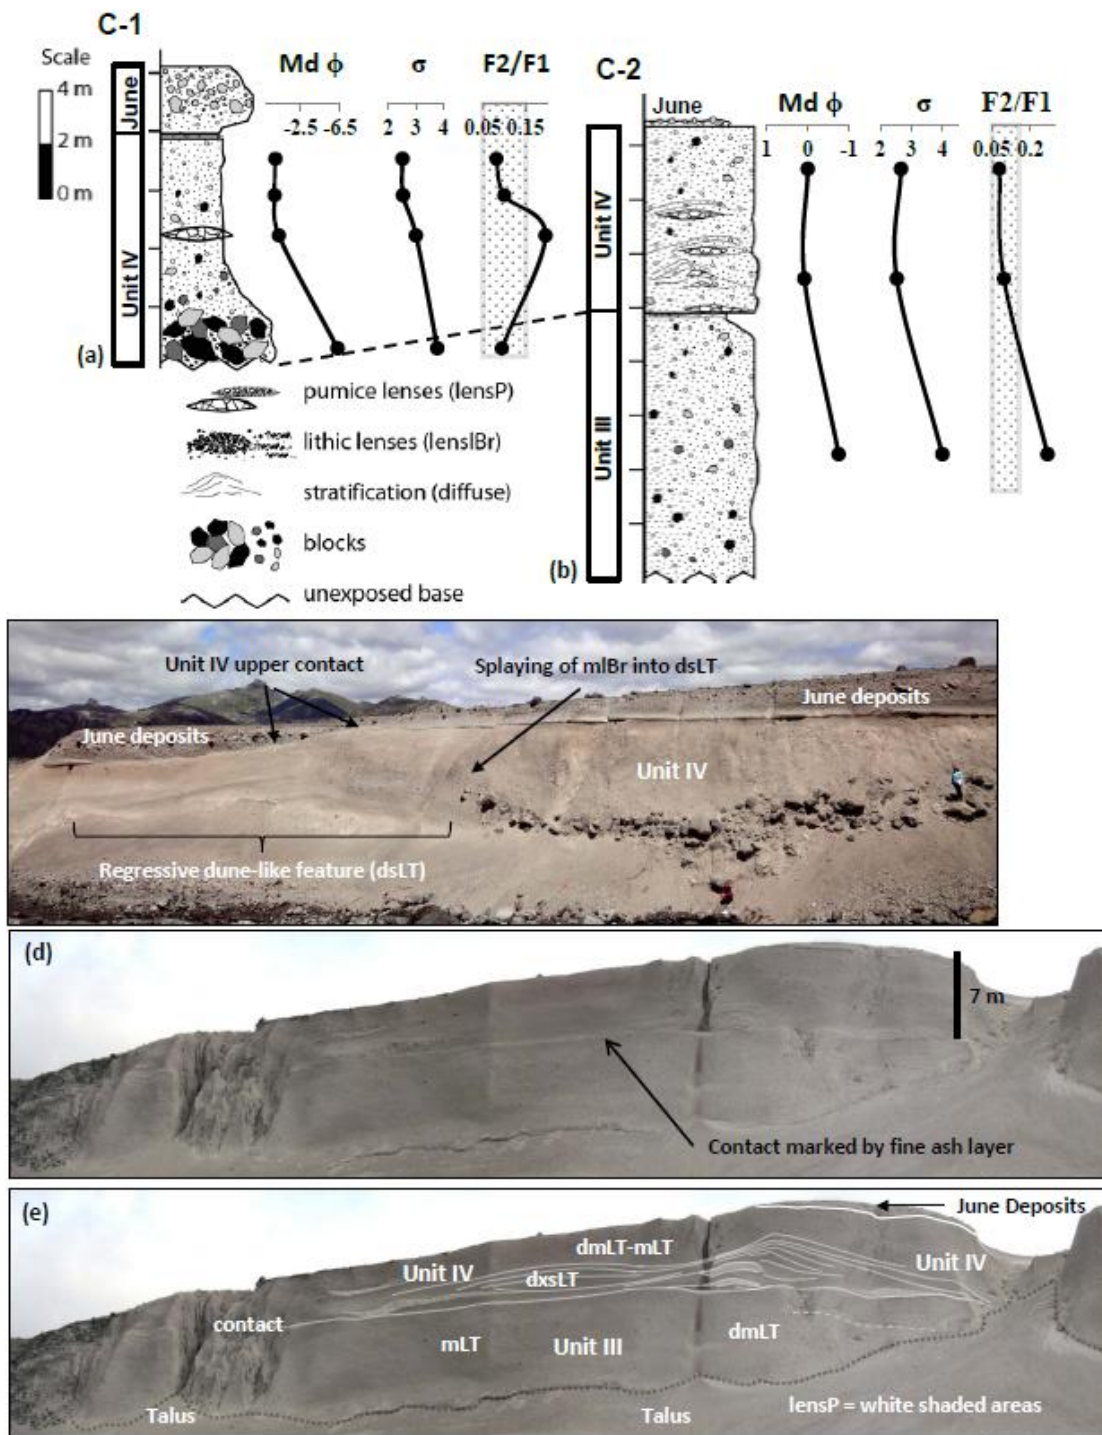 C-1
Scale
4 m
2 m
0 m
June
Unit IV
Md ϕ
-2.5 -6.5
σ
2 3 4
F2/F1
0.05 0.15
(a)
C-2
June
Unit IV
Unit III
Md ϕ
1 0 -1
σ
2 3 4
F2/F1
0.05 0.2
(b)
pumice lenses (lensP)
lithic lenses (lenslBr)
stratification (diffuse)
blocks
unexposed base
Unit IV upper contact
Splaying of mlBr into dsLT
June deposits
June deposits
Unit IV
Regressive dune-like feature (dsLT)
(d)
7 m
Contact marked by fine ash layer
(e)
June Deposits
dmLT-mLT
Unit IV
Unit IV
dxsLT
contact
mLT
Unit III
dmLT
Talus
Talus
lensP = white shaded areas